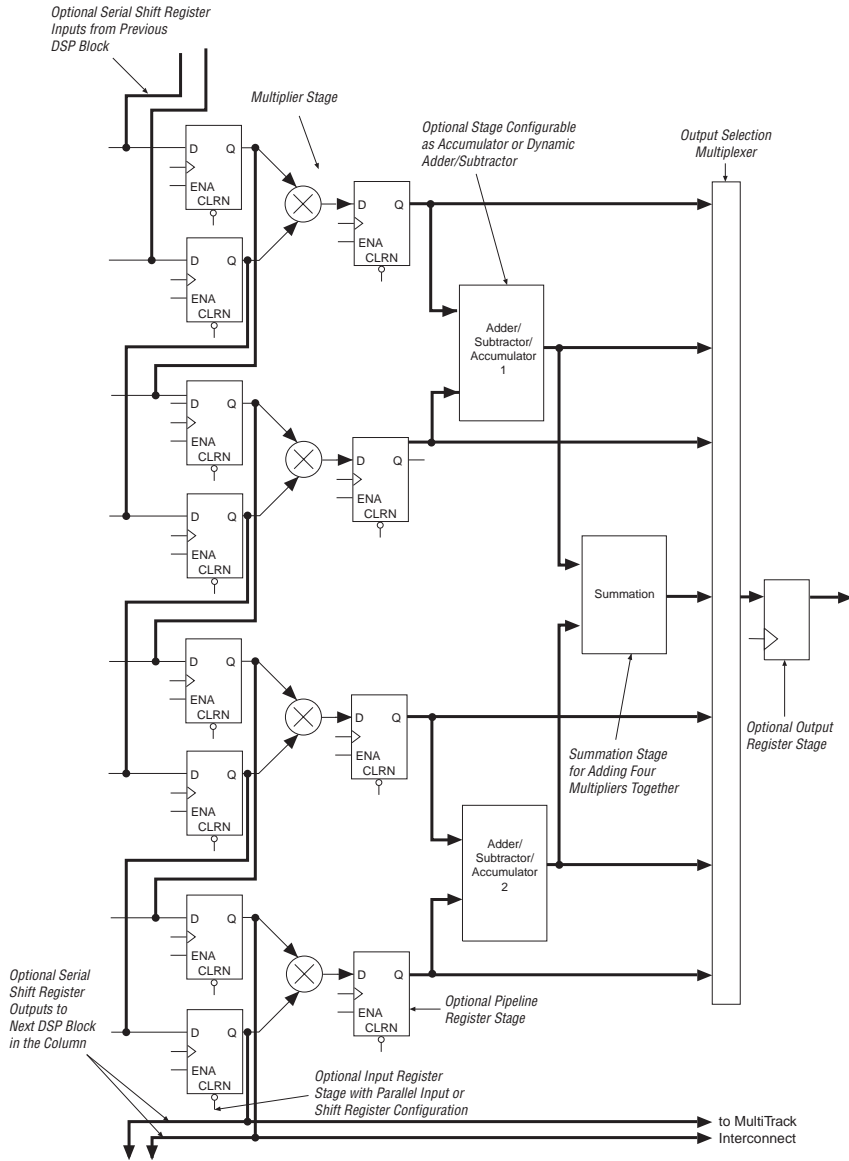 Optional Serial Shift Register
Inputs from Previous
DSP Block
Multiplier Stage
Optional Stage Configurable
as Accumulator or Dynamic
Adder/Subtractor
Output Selection
Multiplexer
D Q
ENA
CLRN
D Q
ENA
CLRN
D Q
ENA
CLRN
Adder/
Subtractor/
Accumulator
1
D Q
ENA
CLRN
D Q
ENA
CLRN
D Q
ENA
CLRN
Summation
D Q
ENA
CLRN
D Q
ENA
CLRN
D Q
ENA
CLRN
Summation Stage
for Adding Four
Multipliers Together
Optional Output
Register Stage
Adder/
Subtractor/
Accumulator
2
D Q
ENA
CLRN
D Q
ENA
CLRN
D Q
ENA
CLRN
Optional Pipeline
Register Stage
Optional Serial
Shift Register
Outputs to
Next DSP Block
in the Column
Optional Input Register
Stage with Parallel Input or
Shift Register Configuration
to MultiTrack
Interconnect